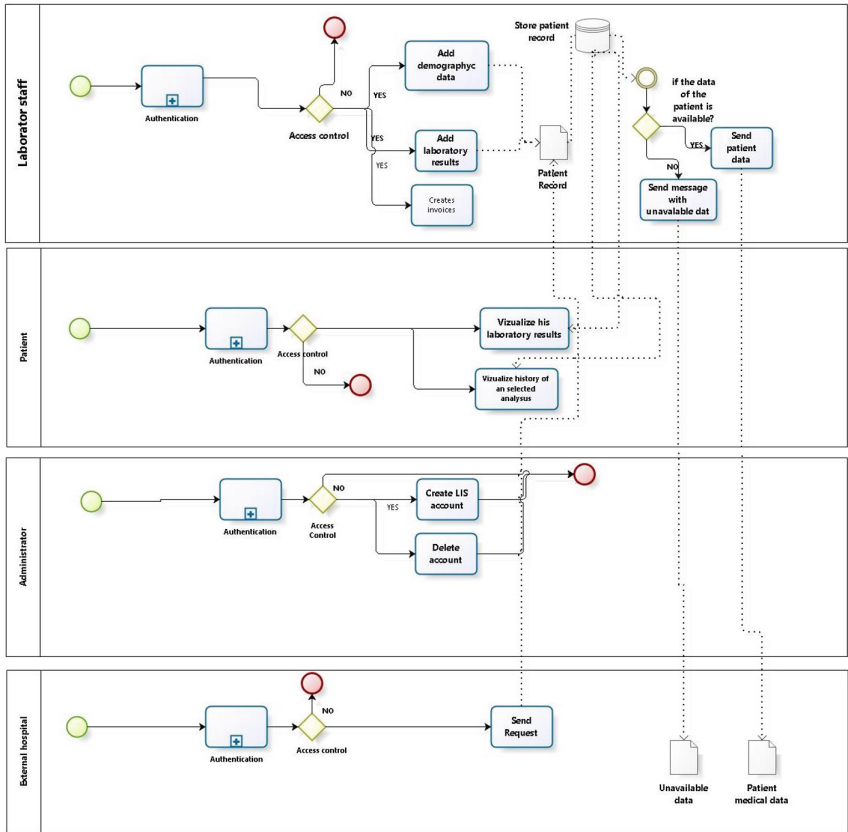 Laborator staff
Authentication
NO
Access control
YES
YES
YES
Add
demographyc
data
Add
laboratory
results
Creates
invoices
Store patient
record
Patient
Record
if the data
of the
patient is
available?
YES
NO
Send
patient
data
Send message
with
unavalable dat
Patient
Authentication
Access control
NO
Vizualize his
laboratory results
Vizualize history of
an selected
analysus
Administrator
Authentication
NO
Access
Control
YES
Create LIS
account
Delete
account
External hospital
Authentication
NO
Access control
Send
Request
Unavailable
data
Patient
medical data